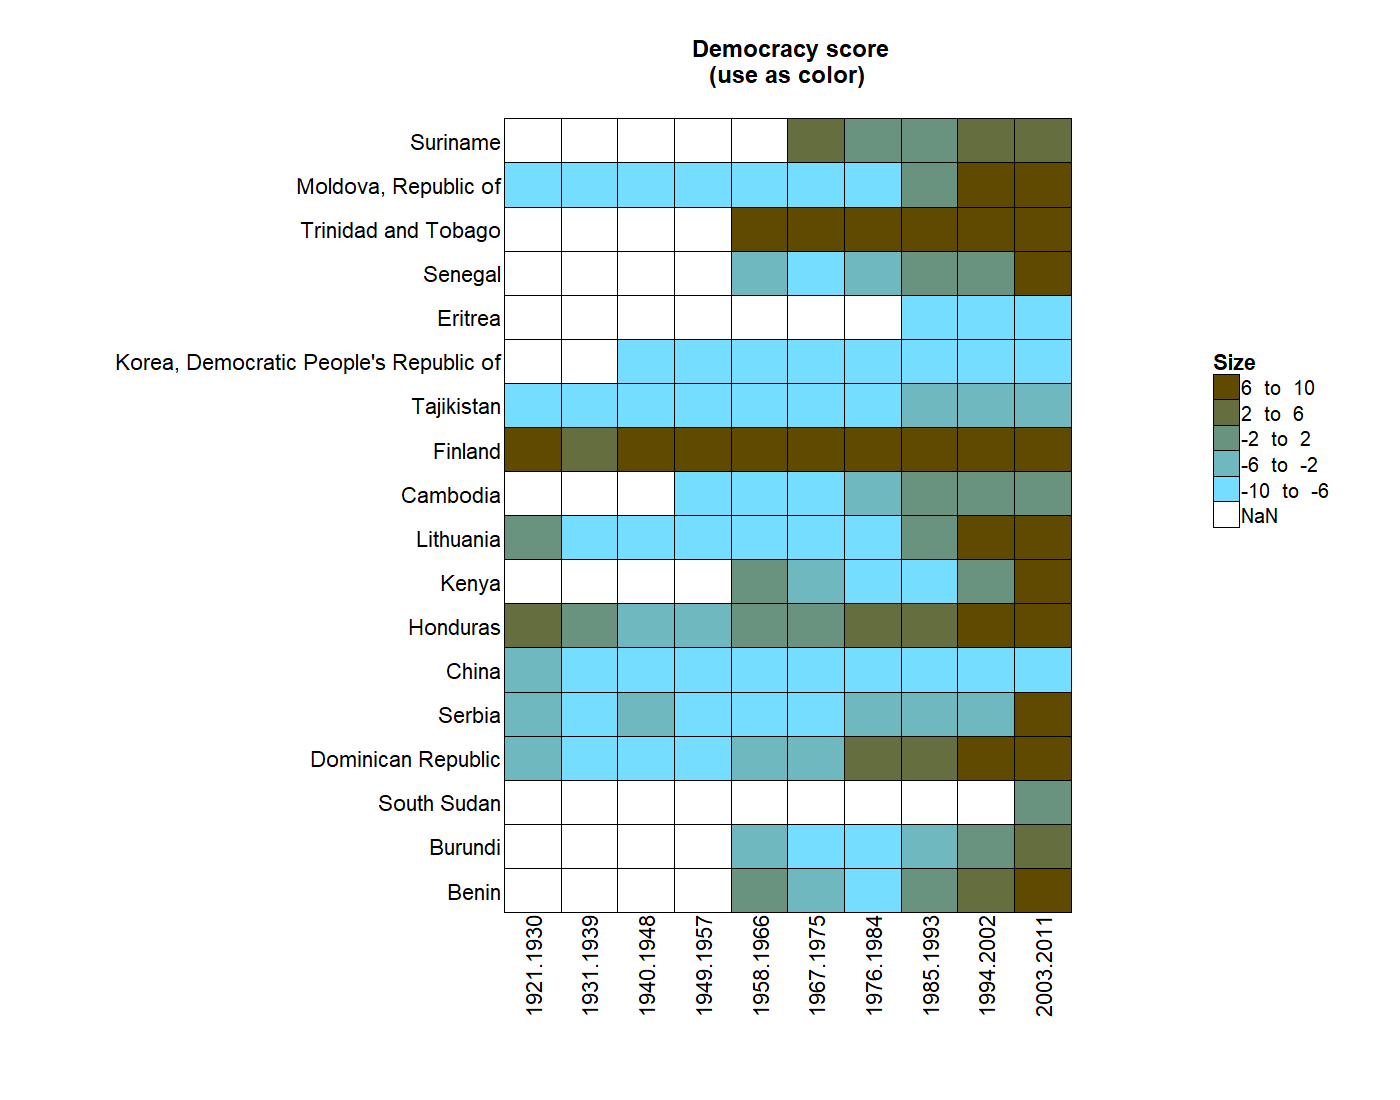 Democracy score
(use as color)
Suriname
Moldova, Republic of
Trinidad and Tobago
Senegal
Eritrea
Korea, Democratic People's Republic of
Tajikistan
Finland
Cambodia
Lithuania
Kenya
Honduras
China
Serbia
Dominican Republic
South Sudan
Burundi
Benin
1921.1930
1931.1939
1940.1948
1949.1957
1958.1966
1967.1975
1976.1984
1985.1993
1994.2002
2003.2011
Size
6 to 10
2 to 6
-2 to 2
-6 to -2
-10 to -6
NaN